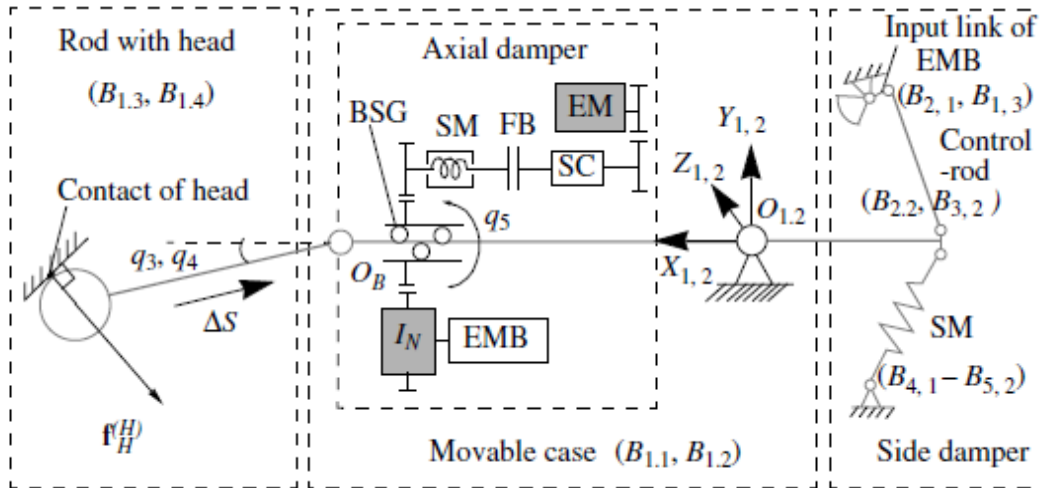 Rod with head
(B1.3, B1.4)
Contact of head
q3, q4
ΔS
f_H^(H)
Axial damper
BSG
SM
FB
EM
SC
q5
O_B
I_N
EMB
Y1, 2
Z1, 2
O1.2
X1, 2
Movable case (B1.1, B1.2)
Input link of
EMB
(B2, 1, B1, 3)
Control
-rod
(B2.2, B3, 2 )
SM
(B4, 1 – B5, 2)
Side damper